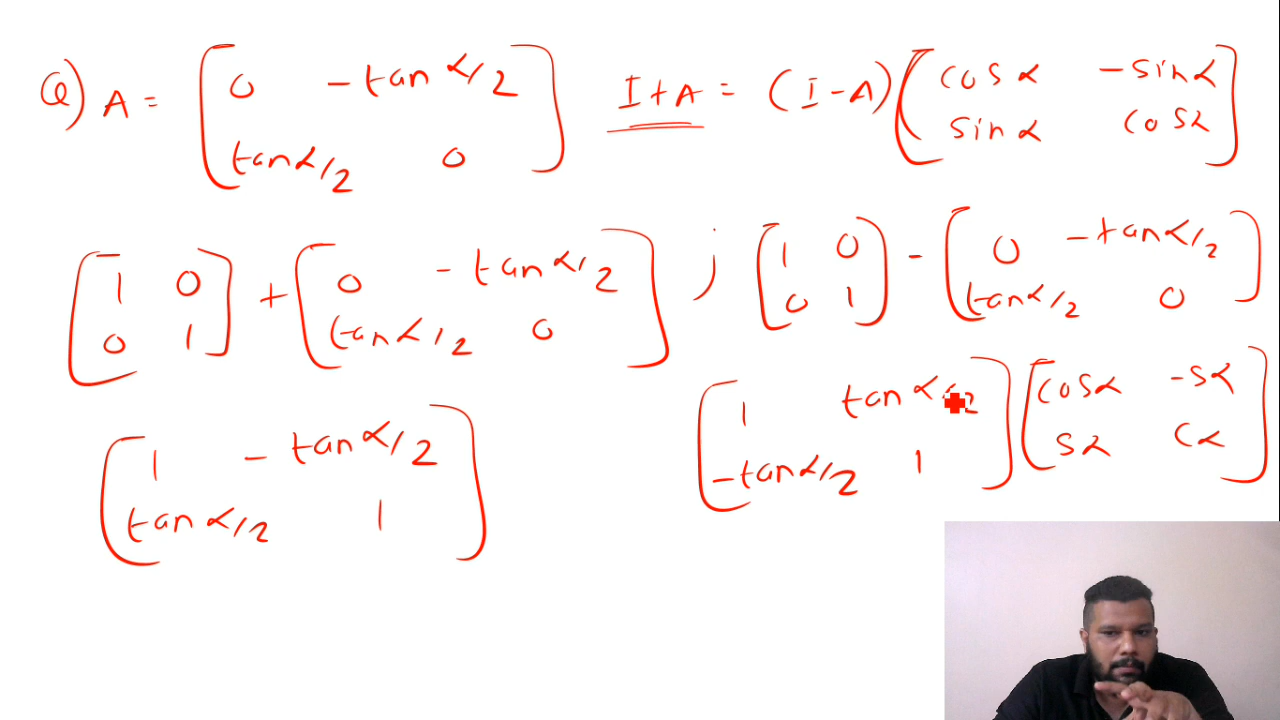 Q) A = [ 0 - tan α/2 I+A = (I-A) [ cos α - sin α
tan α/2 0 ] sin α cos α ]
[ 1 0 + [ 0 - tan α/2 ; [ 1 0 - [ 0 - tan α/2
0 1 ] tan α/2 0 ] 0 1 ] tan α/2 0 ]
[ 1 - tan α/2
tan α/2 1 ]
[ 1 tan α/2 [ cos α - sα
- tan α/2 1 ] sα cα ]